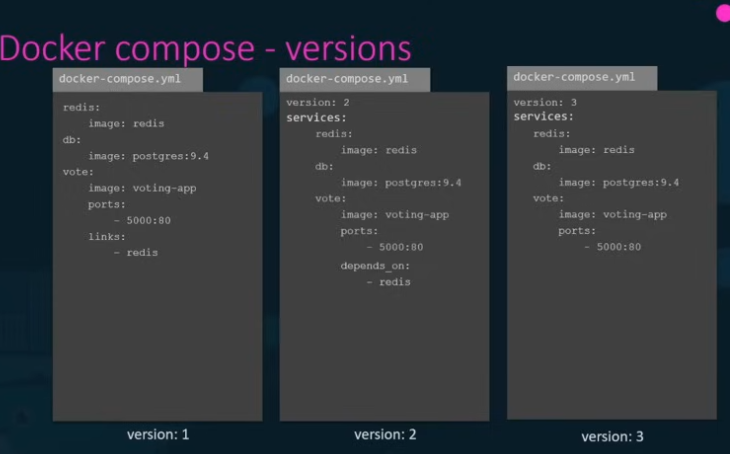 Docker compose - versions
docker-compose.yml
redis:
image: redis
db:
image: postgres:9.4
vote:
image: voting-app
ports:
- 5000:80
links:
- redis
version: 1
docker-compose.yml
version: 2
services:
redis:
image: redis
db:
image: postgres:9.4
vote:
image: voting-app
ports:
- 5000:80
depends_on:
- redis
version: 2
docker-compose.yml
version: 3
services:
redis:
image: redis
db:
image: postgres:9.4
vote:
image: voting-app
ports:
- 5000:80
version: 3